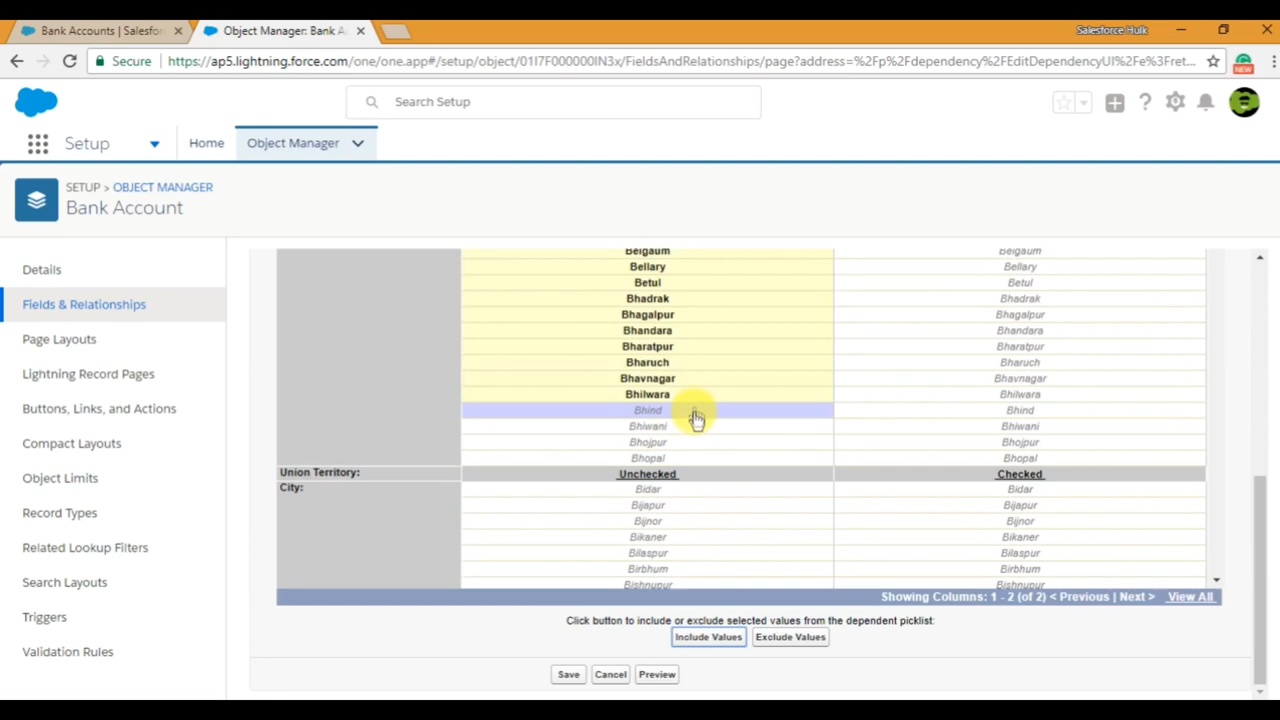 Bank Accounts | Salesfor
Object Manager: Bank A
Salesforce Hulk
Secure
https://ap5.lightning.force.com/one/one.app#/setup/object/01I7F000000IN3x/FieldsAndRelationships/page?address=%2Fp%2Fdependency%2FEditDependencyUI%2Fe%3Fret...
NEW
Search Setup
Setup
Home
Object Manager
SETUP > OBJECT MANAGER
Bank Account
Details
Fields & Relationships
Page Layouts
Lightning Record Pages
Buttons, Links, and Actions
Compact Layouts
Object Limits
Record Types
Related Lookup Filters
Search Layouts
Triggers
Validation Rules
Belgaum Belgaum
Bellary Bellary
Betul Betul
Bhadrak Bhadrak
Bhagalpur Bhagalpur
Bhandara Bhandara
Bharatpur Bharatpur
Bharuch Bharuch
Bhavnagar Bhavnagar
Bhilwara Bhilwara
Bhind Bhind
Bhiwani Bhiwani
Bhojpur Bhojpur
Bhopal Bhopal
Union Territory: Unchecked Checked
City: Bidar Bidar
Bijapur Bijapur
Bijnor Bijnor
Bikaner Bikaner
Bilaspur Bilaspur
Birbhum Birbhum
Bishnupur Bishnupur
Showing Columns: 1 - 2 (of 2) < Previous | Next > View All
Click button to include or exclude selected values from the dependent picklist:
Include Values Exclude Values
Save Cancel Preview